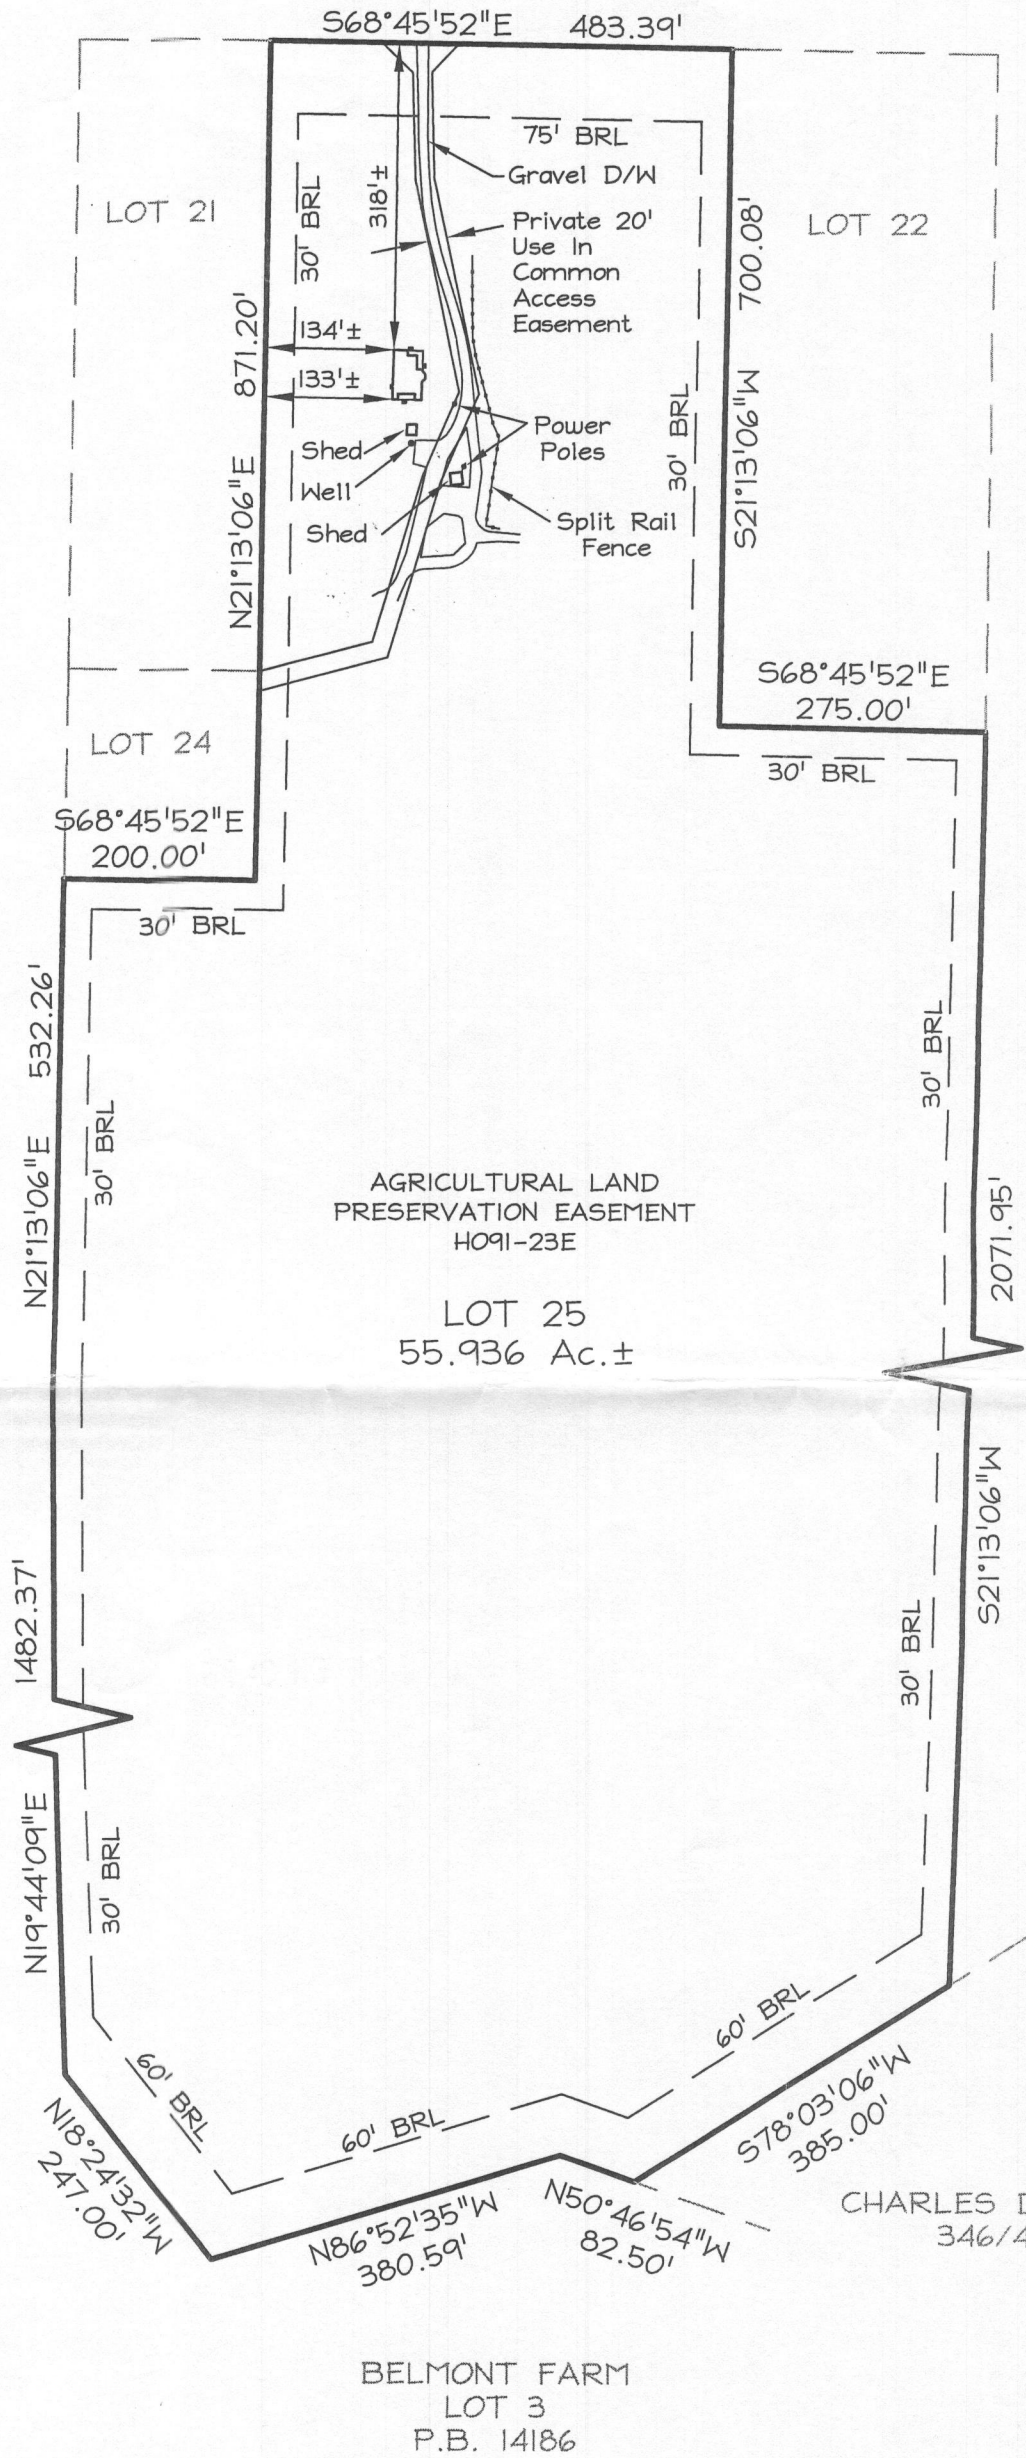 S68°45'52"E 483.39'
75' BRL
Gravel D/W
LOT 21
30' BRL
318'±
Private 20'
Use In
Common
Access
Easement
700.08'
S21°13'06"W
LOT 22
871.20'
N21°13'06"E
134'±
133'±
30' BRL
Shed
Well
Shed
Power
Poles
Split Rail
Fence
S68°45'52"E
275.00'
30' BRL
LOT 24
S68°45'52"E
200.00'
30' BRL
532.26'
N21°13'06"E
30' BRL
30' BRL
AGRICULTURAL LAND
PRESERVATION EASEMENT
HO91-23E
2071.95'
S21°13'06"W
LOT 25
55.936 Ac.±
1482.37'
N19°44'09"E
30' BRL
30' BRL
60' BRL
60' BRL
60' BRL
N18°24'32"W
247.00'
N86°52'35"W
380.59'
N50°46'54"W
82.50'
S78°03'06"W
385.00'
CHARLES D
346/4
BELMONT FARM
LOT 3
P.B. 14186